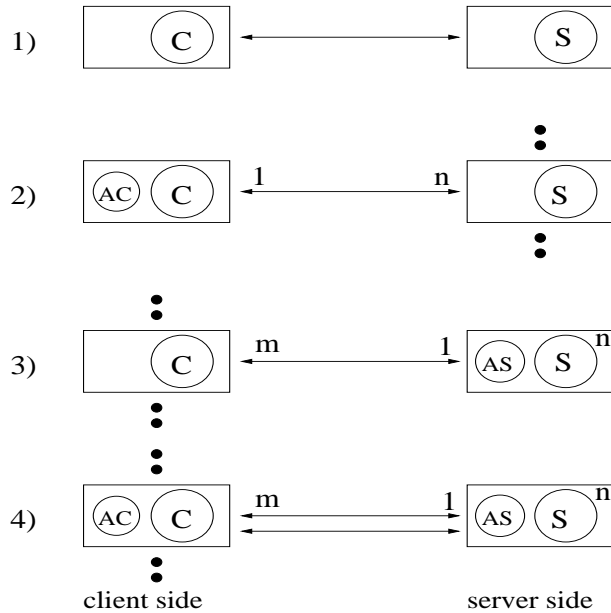 1) C S
2) AC C 1 n S
3) C m 1 AS S n
4) AC C m 1 AS S n
client side server side